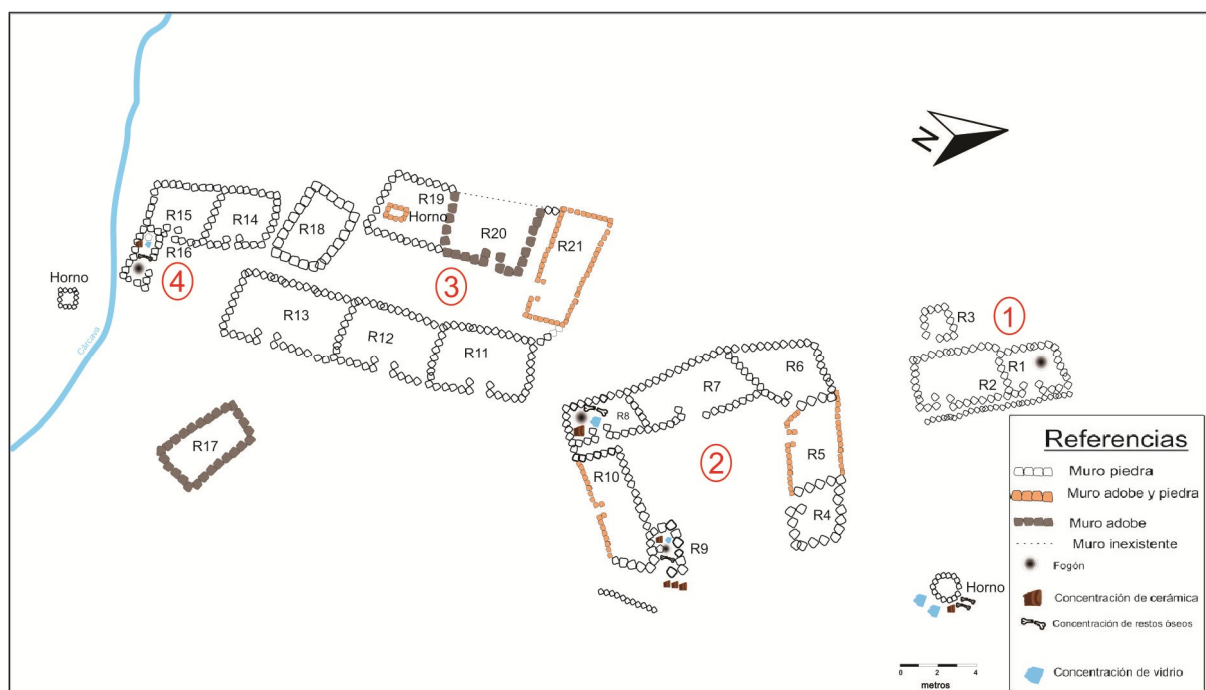 N
R19
Horno
R15
R14
R18
R20
R21
R16
4
3
Horno
R3
1
R13
R12
R11
R1
R2
R7
R6
Cárcava
R8
R17
2
R5
R10
R4
R9
Horno
0 2 4
metros
Referencias
Muro piedra
Muro adobe y piedra
Muro adobe
Muro inexistente
Fogón
Concentración de cerámica
Concentración de restos óseos
Concentración de vidrio